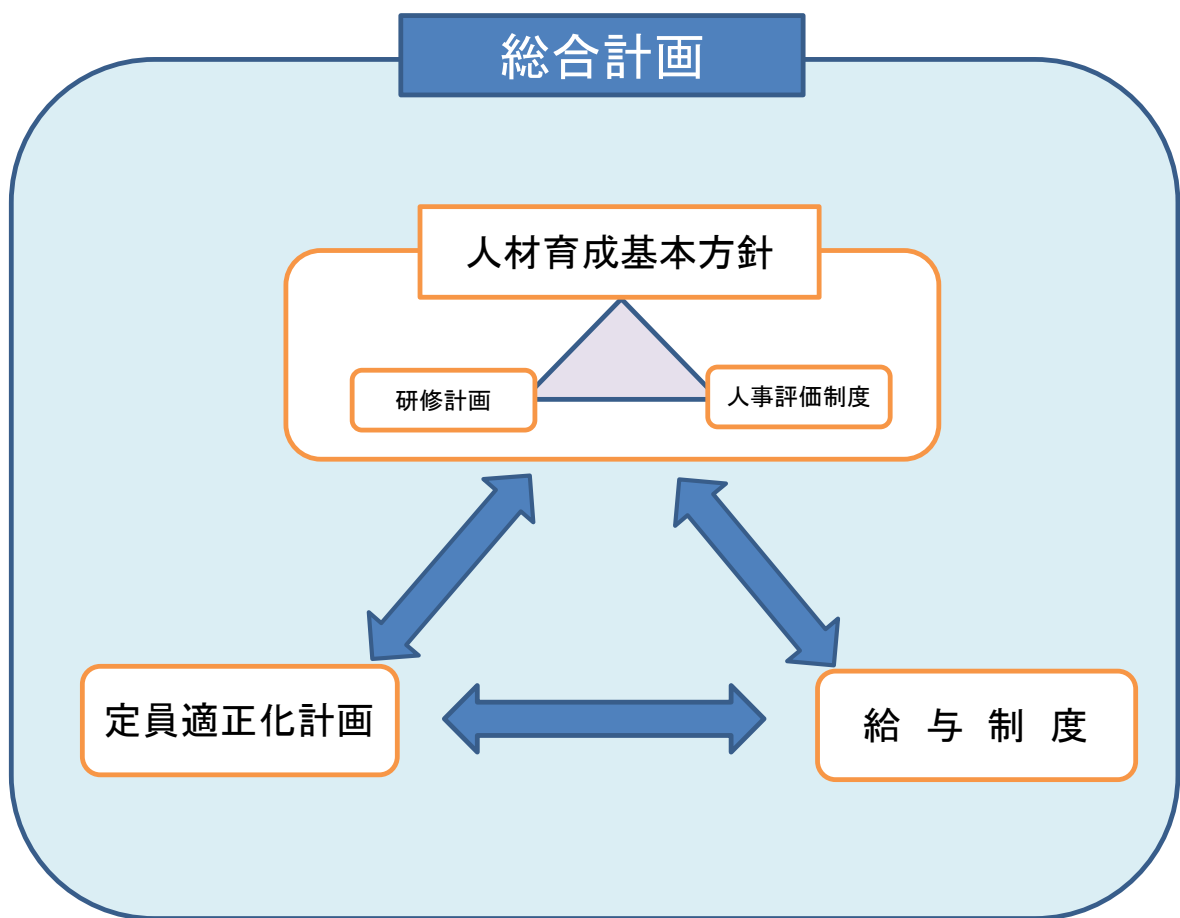 総合計画
人材育成基本方針
研修計画
人事評価制度
定員適正化計画
給与制度